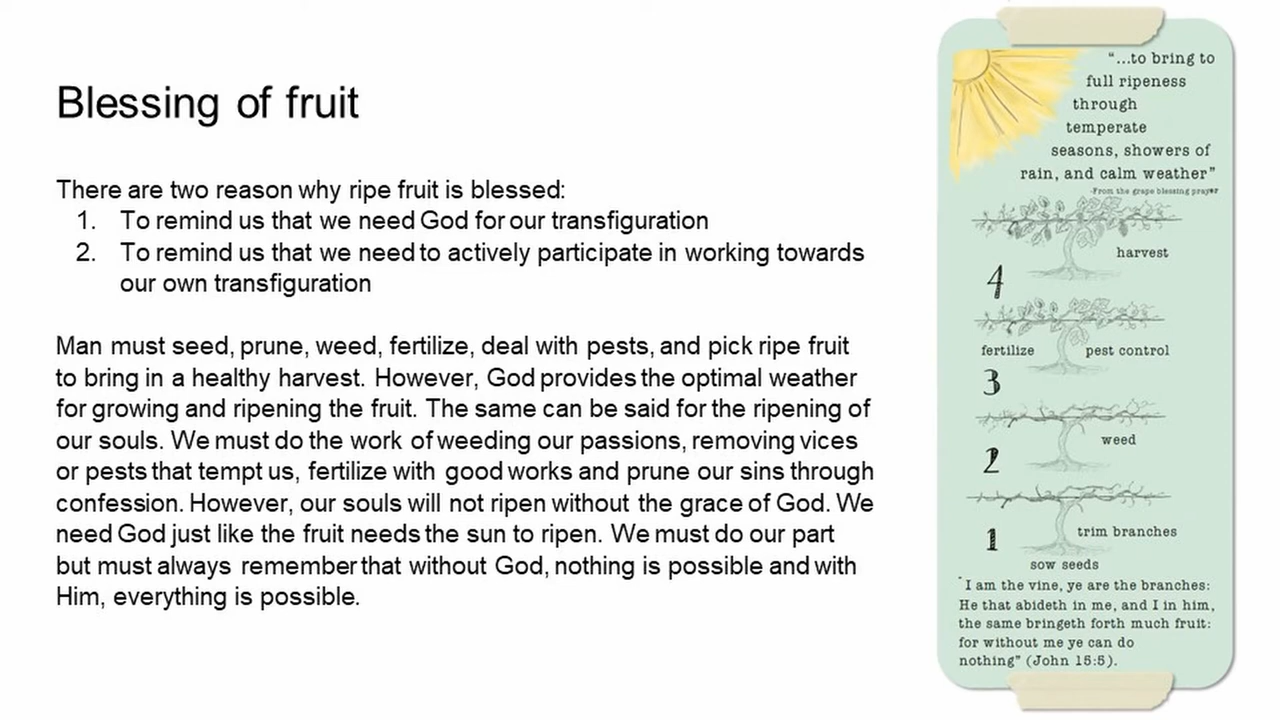 Blessing of fruit
There are two reason why ripe fruit is blessed:
1. To remind us that we need God for our transfiguration
2. To remind us that we need to actively participate in working towards
our own transfiguration
Man must seed, prune, weed, fertilize, deal with pests, and pick ripe fruit
to bring in a healthy harvest. However, God provides the optimal weather
for growing and ripening the fruit. The same can be said for the ripening of
our souls. We must do the work of weeding our passions, removing vices
or pests that tempt us, fertilize with good works and prune our sins through
confession. However, our souls will not ripen without the grace of God. We
need God just like the fruit needs the sun to ripen. We must do our part
but must always remember that without God, nothing is possible and with
Him, everything is possible.
"...to bring to
full ripeness
through
temperate
seasons, showers of
rain, and calm weather"
-From the grape blessing prayer
harvest
4
fertilize pest control
3
weed
2
trim branches
1
sow seeds
"I am the vine, ye are the branches:
He that abideth in me, and I in him,
the same bringeth forth much fruit:
for without me ye can do
nothing" (John 15:5).